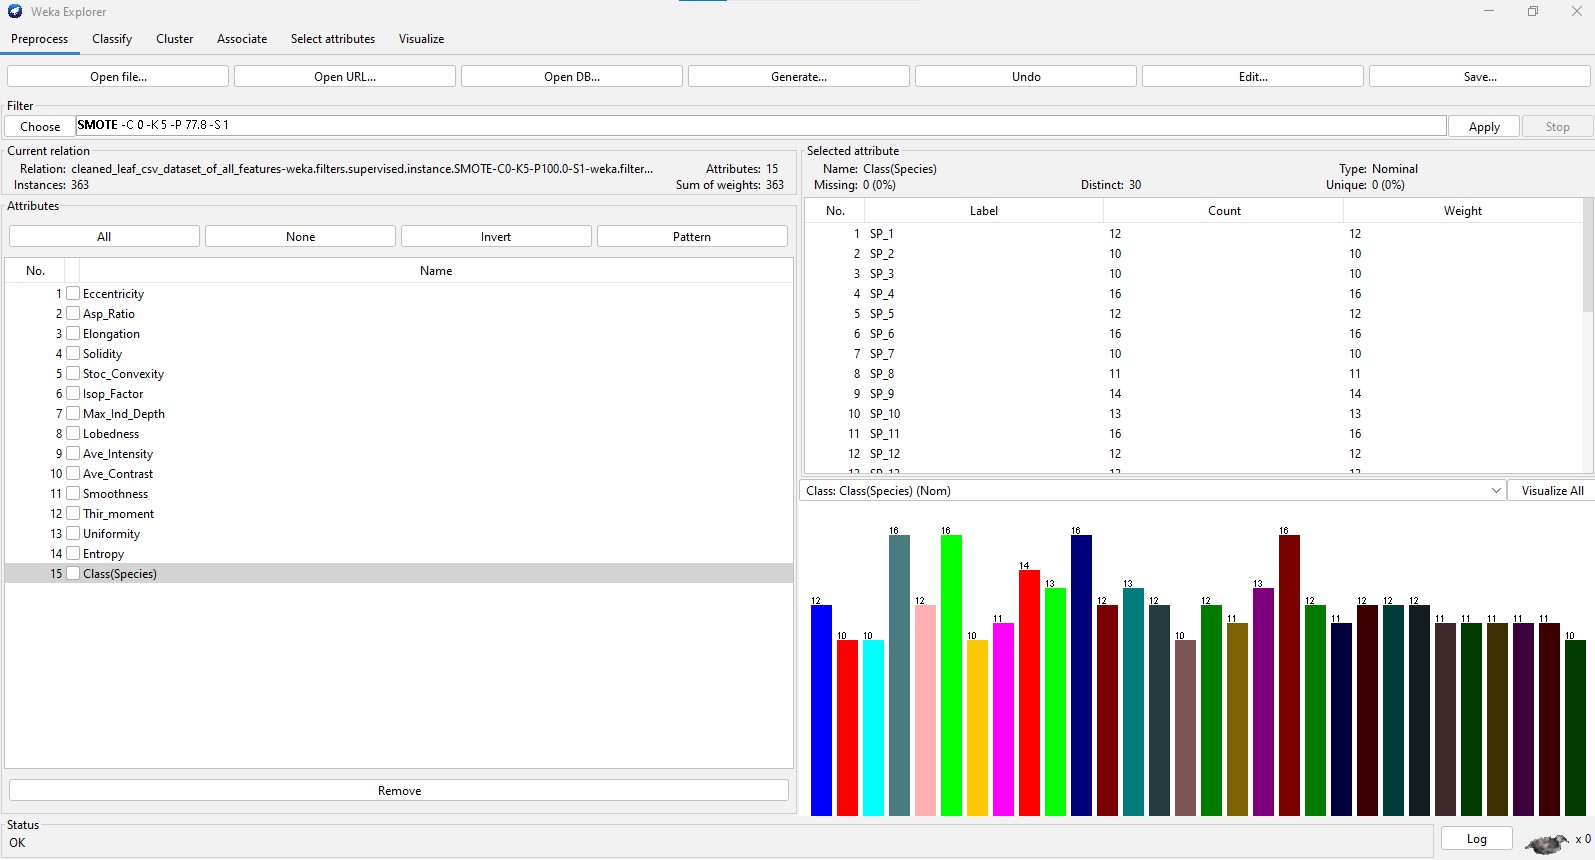 Weka Explorer
Preprocess Classify Cluster Associate Select attributes Visualize
Open file... Open URL... Open DB... Generate... Undo Edit... Save...
Filter
Choose SMOTE -C 0 -K 5 -P 77.8 -S 1 Apply Stop
Current relation
Relation: cleaned_leaf_csv_dataset_of_all_features-weka.filters.supervised.instance.SMOTE-C0-K5-P100.0-S1-weka.filter... Attributes: 15
Instances: 363 Sum of weights: 363
Attributes
All None Invert Pattern
No. Name
1 Eccentricity
2 Asp_Ratio
3 Elongation
4 Solidity
5 Stoc_Convexity
6 Isop_Factor
7 Max_Ind_Depth
8 Lobedness
9 Ave_Intensity
10 Ave_Contrast
11 Smoothness
12 Thir_moment
13 Uniformity
14 Entropy
15 Class(Species)
Remove
Selected attribute
Name: Class(Species) Type: Nominal
Missing: 0 (0%) Distinct: 30 Unique: 0 (0%)
No. Label Count Weight
1 SP_1 12 12
2 SP_2 10 10
3 SP_3 10 10
4 SP_4 16 16
5 SP_5 12 12
6 SP_6 16 16
7 SP_7 10 10
8 SP_8 11 11
9 SP_9 14 14
10 SP_10 13 13
11 SP_11 16 16
12 SP_12 12 12
Class: Class(Species) (Nom) Visualize All
12 10 10 16 12 16 10 11 14 13 16 12 13 12 10 12 11 13 16 12 11 12 12 12 11 11 11 11 11 10
Status
OK
Log x 0